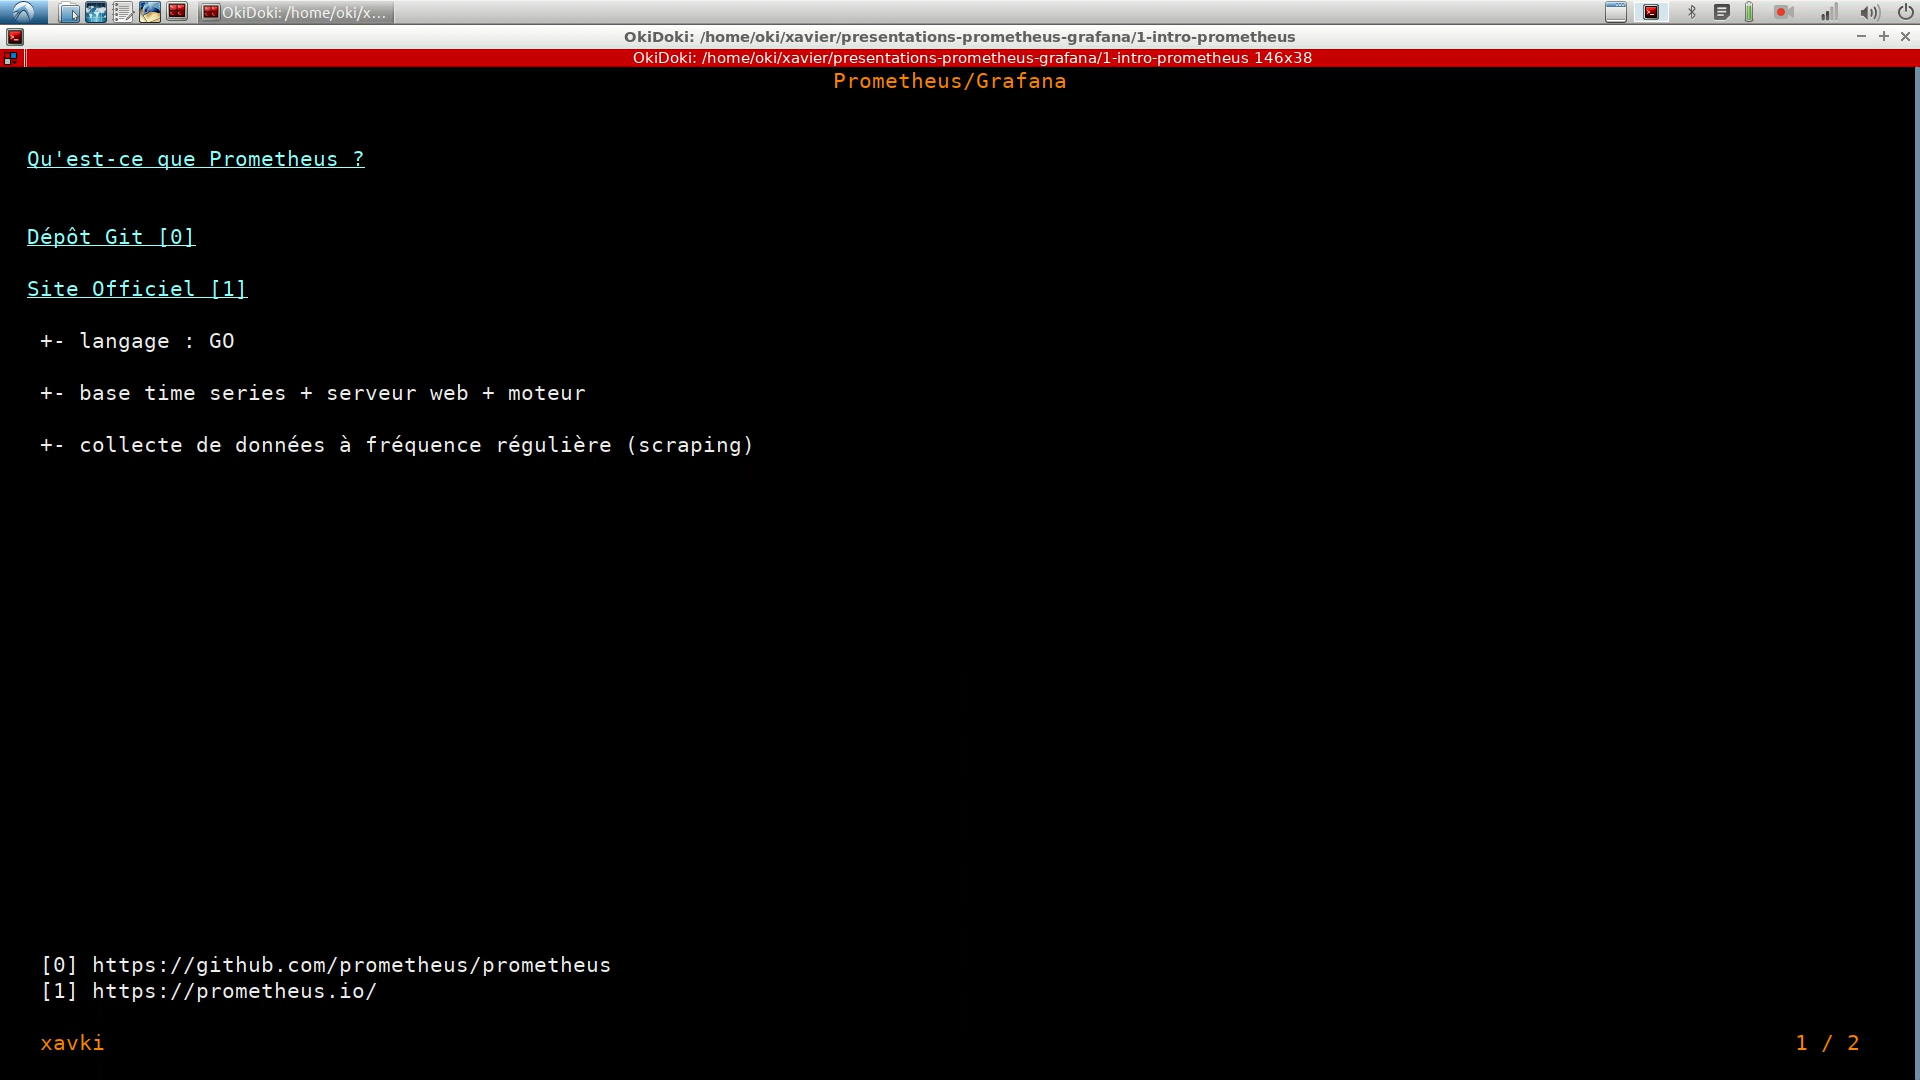 OkiDoki: /home/oki/x...
OkiDoki: /home/oki/xavier/presentations-prometheus-grafana/1-intro-prometheus
OkiDoki: /home/oki/xavier/presentations-prometheus-grafana/1-intro-prometheus 146x38
Prometheus/Grafana
Qu'est-ce que Prometheus ?
Dépôt Git [0]
Site Officiel [1]
+- langage : GO
+- base time series + serveur web + moteur
+- collecte de données à fréquence régulière (scraping)
[0] https://github.com/prometheus/prometheus
[1] https://prometheus.io/
xavki
1 / 2